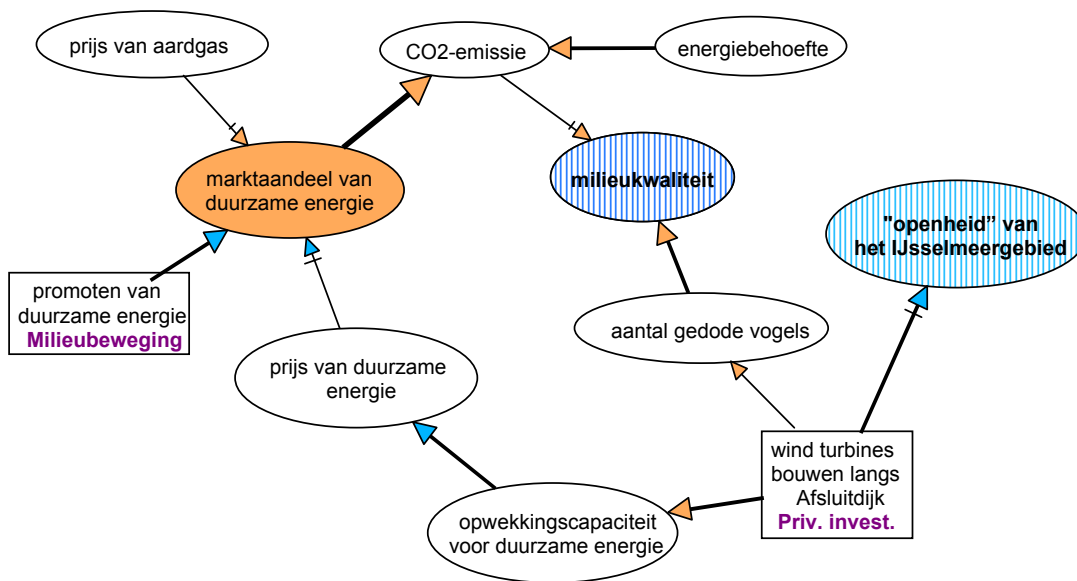 prijs van aardgas
CO2-emissie
energiebehoefte
marktaandeel van
duurzame energie
milieukwaliteit
"openheid” van
het IJsselmeergebied
promoten van
duurzame energie
Milieubeweging
aantal gedode vogels
prijs van duurzame
energie
wind turbines
bouwen langs
Afsluitdijk
Priv. invest.
opwekkingscapaciteit
voor duurzame energie